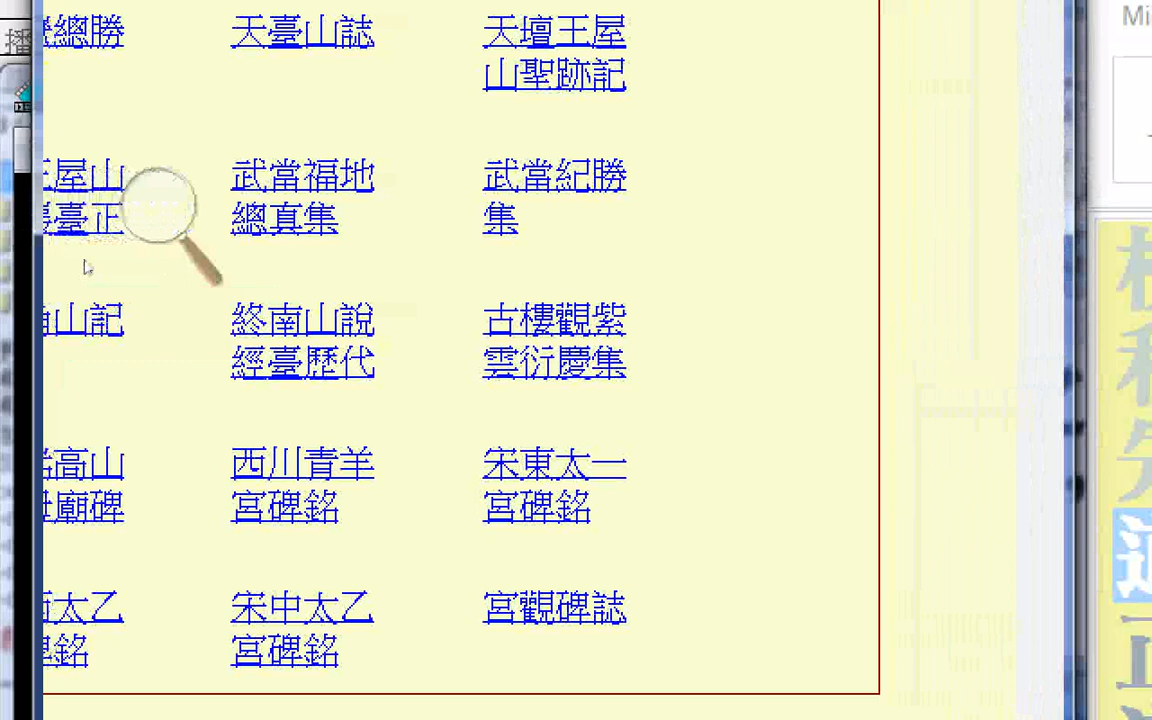 總勝 天臺山誌 天壇王屋
山聖跡記
屋山 武當福地 武當紀勝
臺正 總真集 集
山記 終南山說 古樓觀紫
經臺歷代 雲衍慶集
高山 西川青羊 宋東太一
廟碑 宮碑銘 宮碑銘
太乙 宋中太乙 宮觀碑誌
銘 宮碑銘
Mi
播